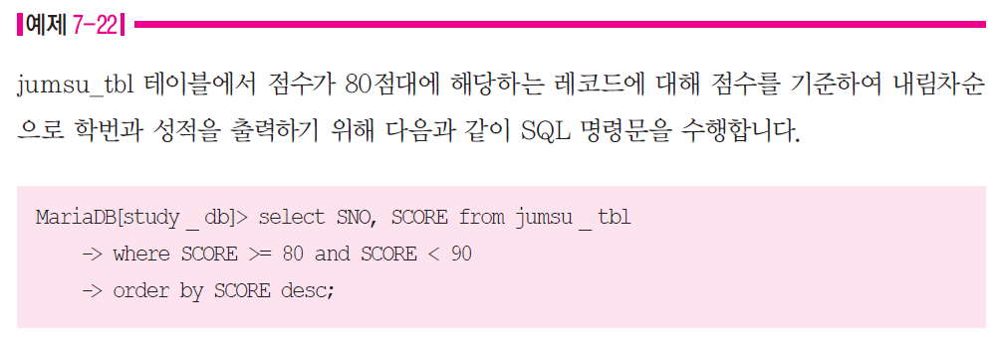 예제 7-22
jumsu_tbl 테이블에서 점수가 80점대에 해당하는 레코드에 대해 점수를 기준하여 내림차순
으로 학번과 성적을 출력하기 위해 다음과 같이 SQL 명령문을 수행합니다.
MariaDB[study_db]> select SNO, SCORE from jumsu_tbl
-> where SCORE >= 80 and SCORE < 90
-> order by SCORE desc;